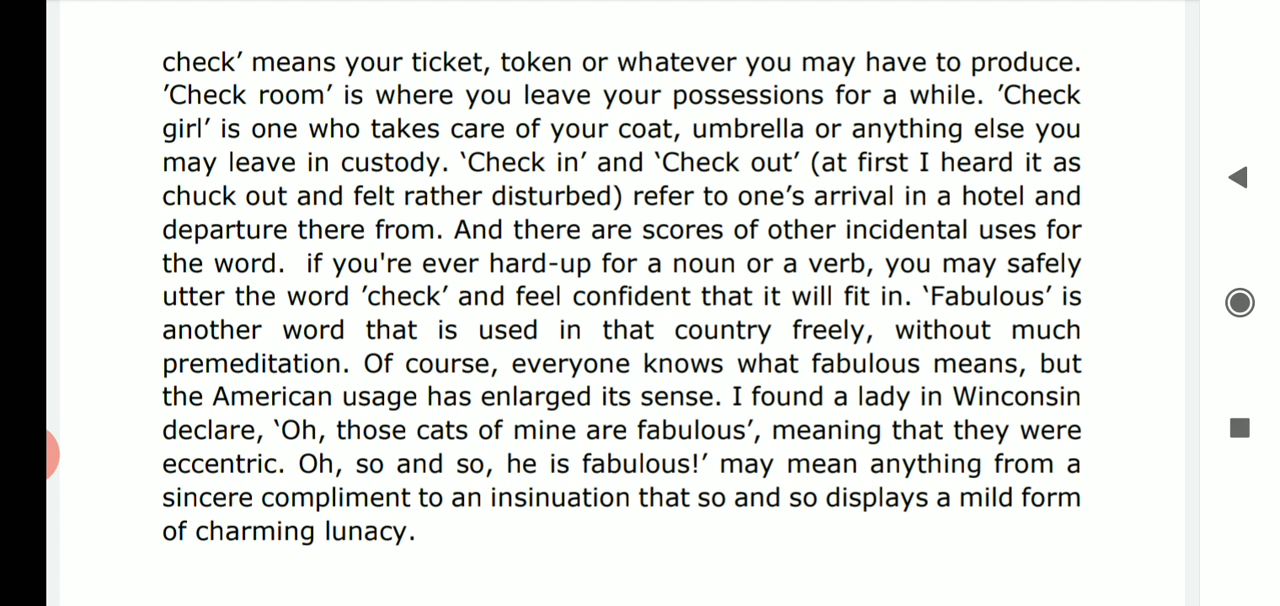 check’ means your ticket, token or whatever you may have to produce.
’Check room’ is where you leave your possessions for a while. ’Check
girl’ is one who takes care of your coat, umbrella or anything else you
may leave in custody. ‘Check in’ and ‘Check out’ (at first I heard it as
chuck out and felt rather disturbed) refer to one’s arrival in a hotel and
departure there from. And there are scores of other incidental uses for
the word.  if you're ever hard-up for a noun or a verb, you may safely
utter the word ’check’ and feel confident that it will fit in. ‘Fabulous’ is
another word that is used in that country freely, without much
premeditation. Of course, everyone knows what fabulous means, but
the American usage has enlarged its sense. I found a lady in Winconsin
declare, ‘Oh, those cats of mine are fabulous’, meaning that they were
eccentric. Oh, so and so, he is fabulous!’ may mean anything from a
sincere compliment to an insinuation that so and so displays a mild form
of charming lunacy.